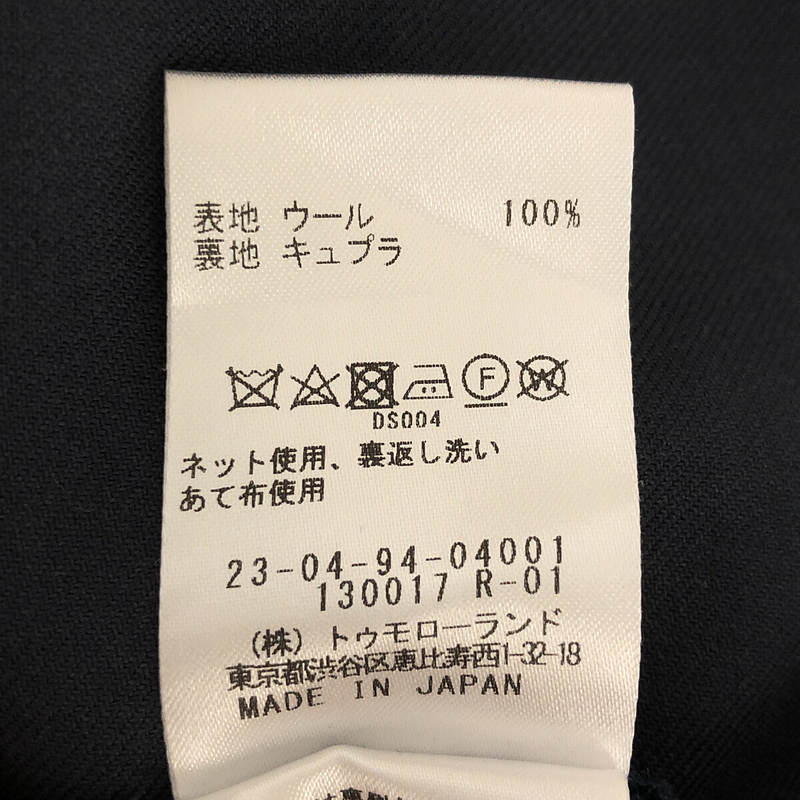 表地 ウール 100%
裏地 キュプラ
F
W
DS004
ネット使用、裏返し洗い
あて布使用
23-04-94-04001
130017 R-01
(株) トゥモローランド
東京都渋谷区恵比寿西1-32-18
MADE IN JAPAN